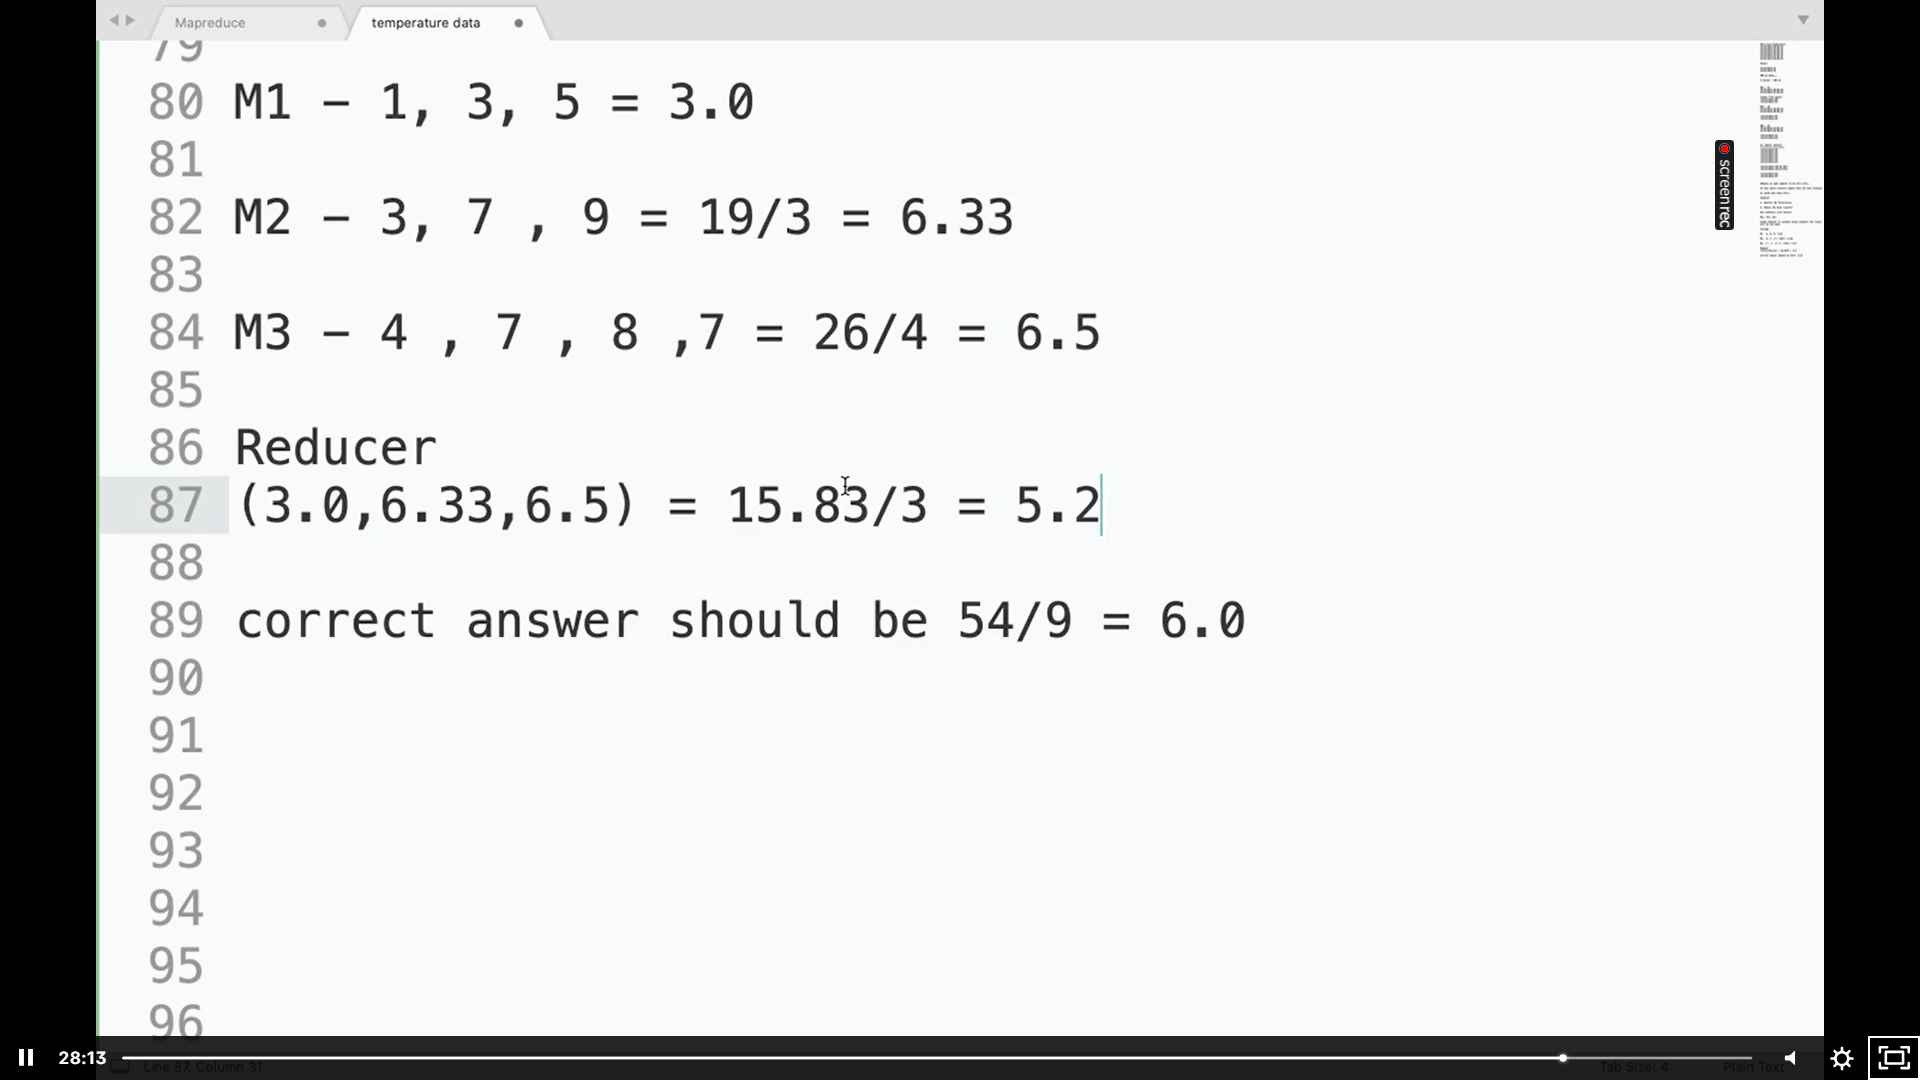 Mapreduce
temperature data
79
80 M1 – 1, 3, 5 = 3.0
81
82 M2 – 3, 7 , 9 = 19/3 = 6.33
83
84 M3 – 4 , 7 , 8 ,7 = 26/4 = 6.5
85
86 Reducer
87 (3.0,6.33,6.5) = 15.83/3 = 5.2
88
89 correct answer should be 54/9 = 6.0
90
91
92
93
94
95
96
screenrec
28:13
Line 87, Column 31
Tab Size: 4
Plain Text